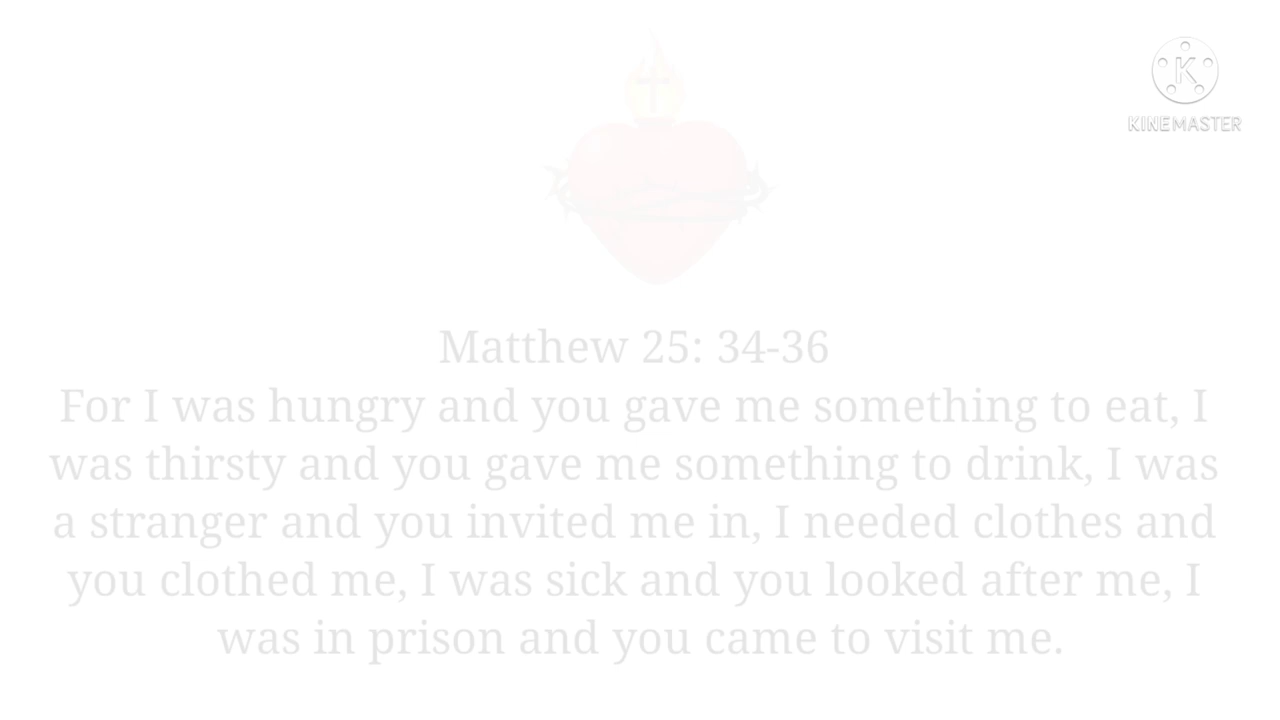 K
KINEMASTER
Matthew 25: 34-36
For I was hungry and you gave me something to eat, I
was thirsty and you gave me something to drink, I was
a stranger and you invited me in, I needed clothes and
you clothed me, I was sick and you looked after me, I
was in prison and you came to visit me.